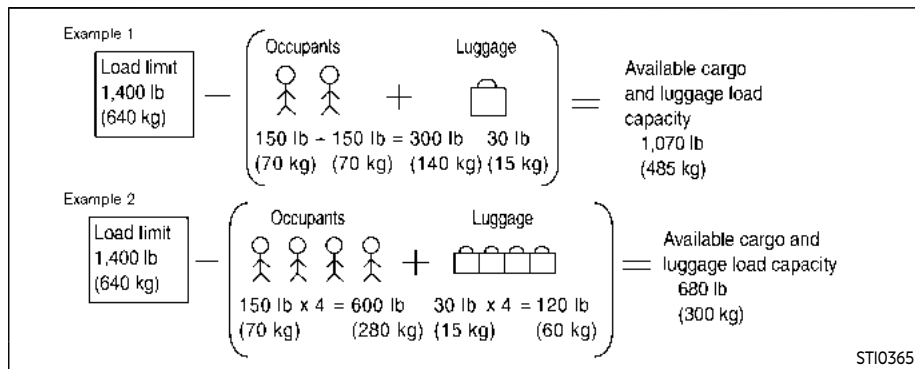 Example 1
Occupants Luggage
Load limit
1,400 lb
(640 kg)
— ( + ) =
150 lb + 150 lb = 300 lb 30 lb
(70 kg) (70 kg) (140 kg) (15 kg)
Available cargo
and luggage load
capacity
1,070 lb
(485 kg)
Example 2
Occupants Luggage
Load limit
1,400 lb
(640 kg)
— ( + ) =
150 lb x 4 = 600 lb 30 lb x 4 = 120 lb
(70 kg) (280 kg) (15 kg) (60 kg)
Available cargo and
luggage load capacity
680 lb
(300 kg)
STI0365